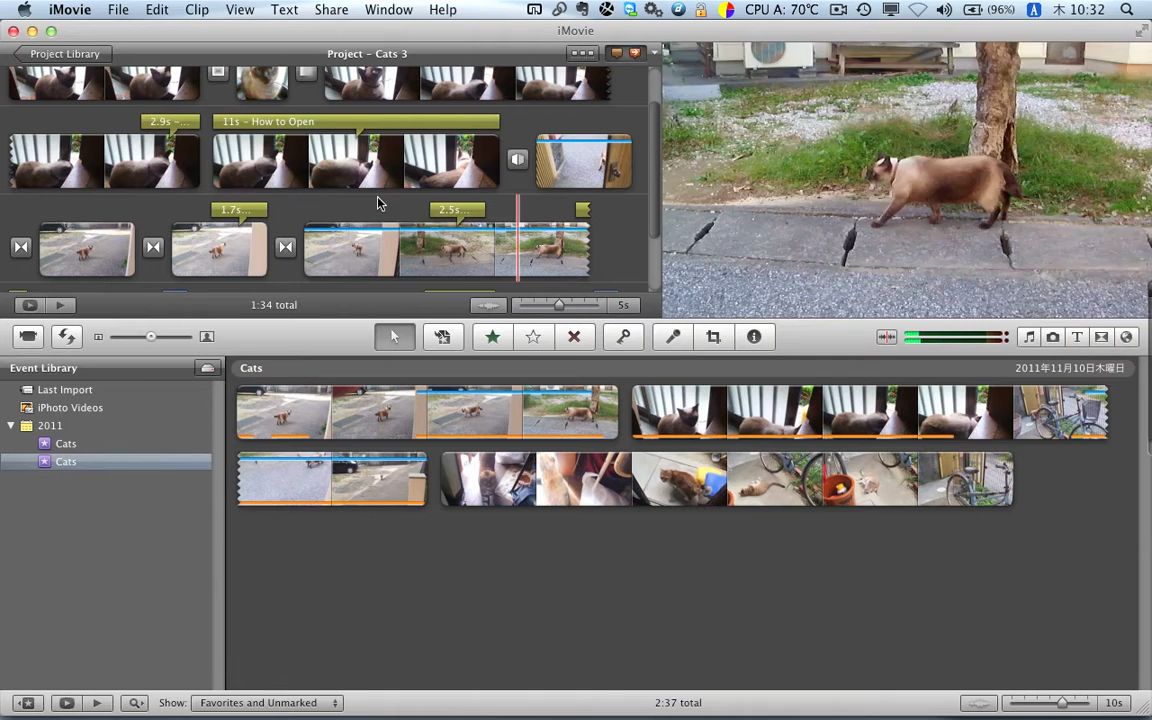 iMovie File Edit Clip View Text Share Window Help CPU A: 70℃ (96%) A 木 10:32
iMovie
Project Library
Project - Cats 3
2.9s –...
11s – How to Open
1.7s...
2.5s...
1:34 total
5s
Event Library
Cats
2011年11月10日木曜日
Last Import
iPhoto Videos
2011
Cats
Cats
Show: Favorites and Unmarked
2:37 total
10s